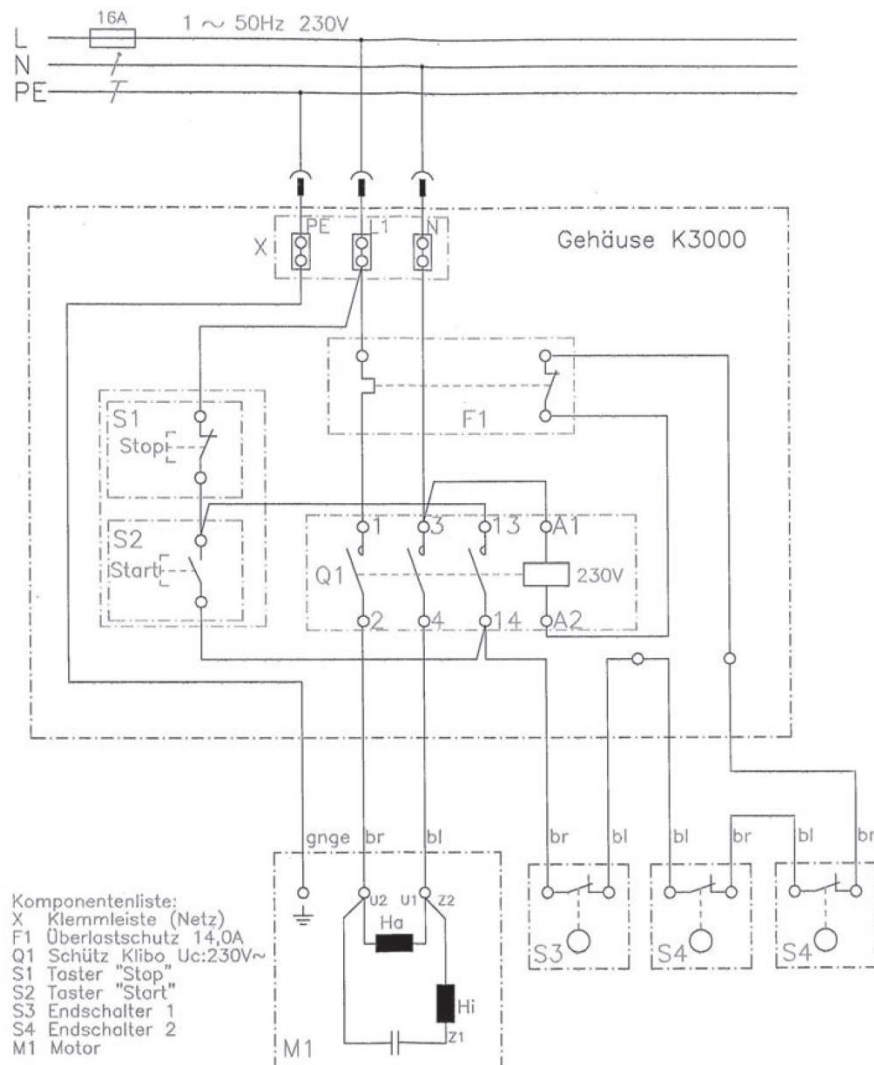 16A 1 ~ 50Hz 230V
L
N
PE
PE L1 N
X
Gehäuse K3000
S1
Stop
F1
S2
Start
1 3 13 A1
Q1
230V
2 4 14 A2
gnge br bl
br bl bl br bl br
U2 U1 Z2
Ha
Hi
Z1
M1
S3 S4 S4
Komponentenliste:
X Klemmleiste (Netz)
F1 Überlastschutz 14,0A
Q1 Schütz Klibo Uc:230V~
S1 Taster "Stop"
S2 Taster "Start"
S3 Endschalter 1
S4 Endschalter 2
M1 Motor